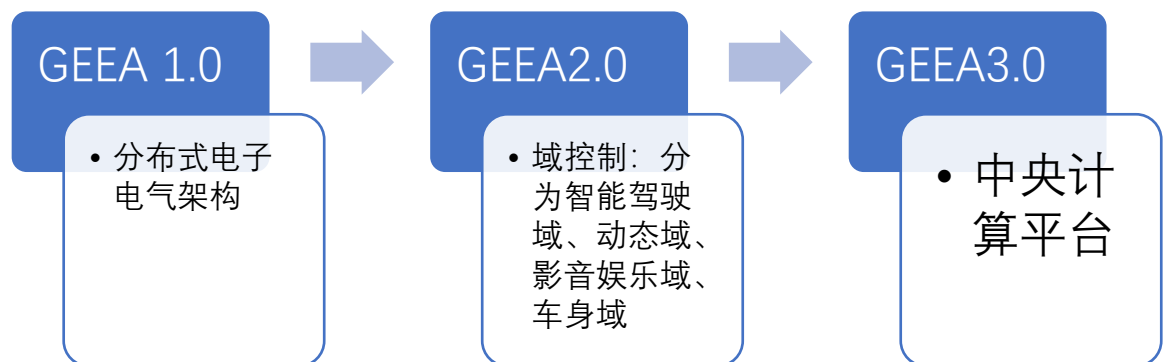 GEEA 1.0
• 分布式电子
电气架构
GEEA2.0
• 域控制：分
为智能驾驶
域、动态域、
影音娱乐域、
车身域
GEEA3.0
• 中央计
算平台